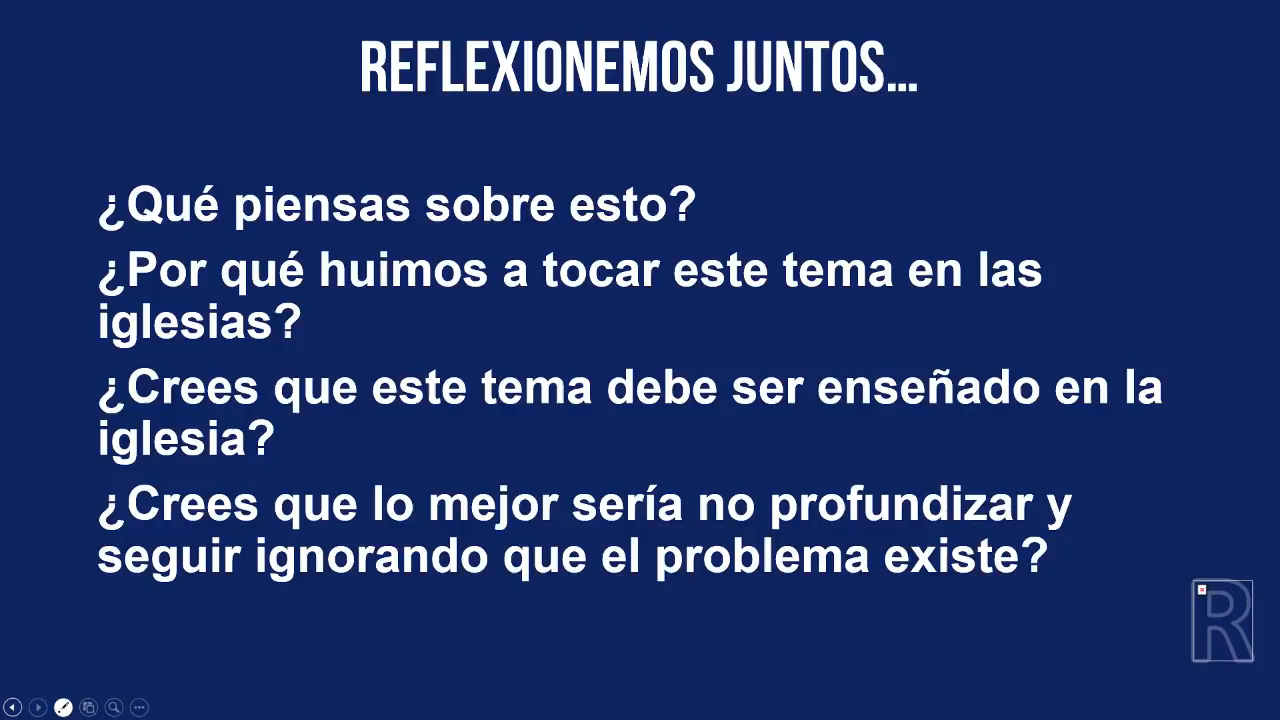 REFLEXIONEMOS JUNTOS...
¿Qué piensas sobre esto?
¿Por qué huimos a tocar este tema en las
iglesias?
¿Crees que este tema debe ser enseñado en la
iglesia?
¿Crees que lo mejor sería no profundizar y
seguir ignorando que el problema existe?
R